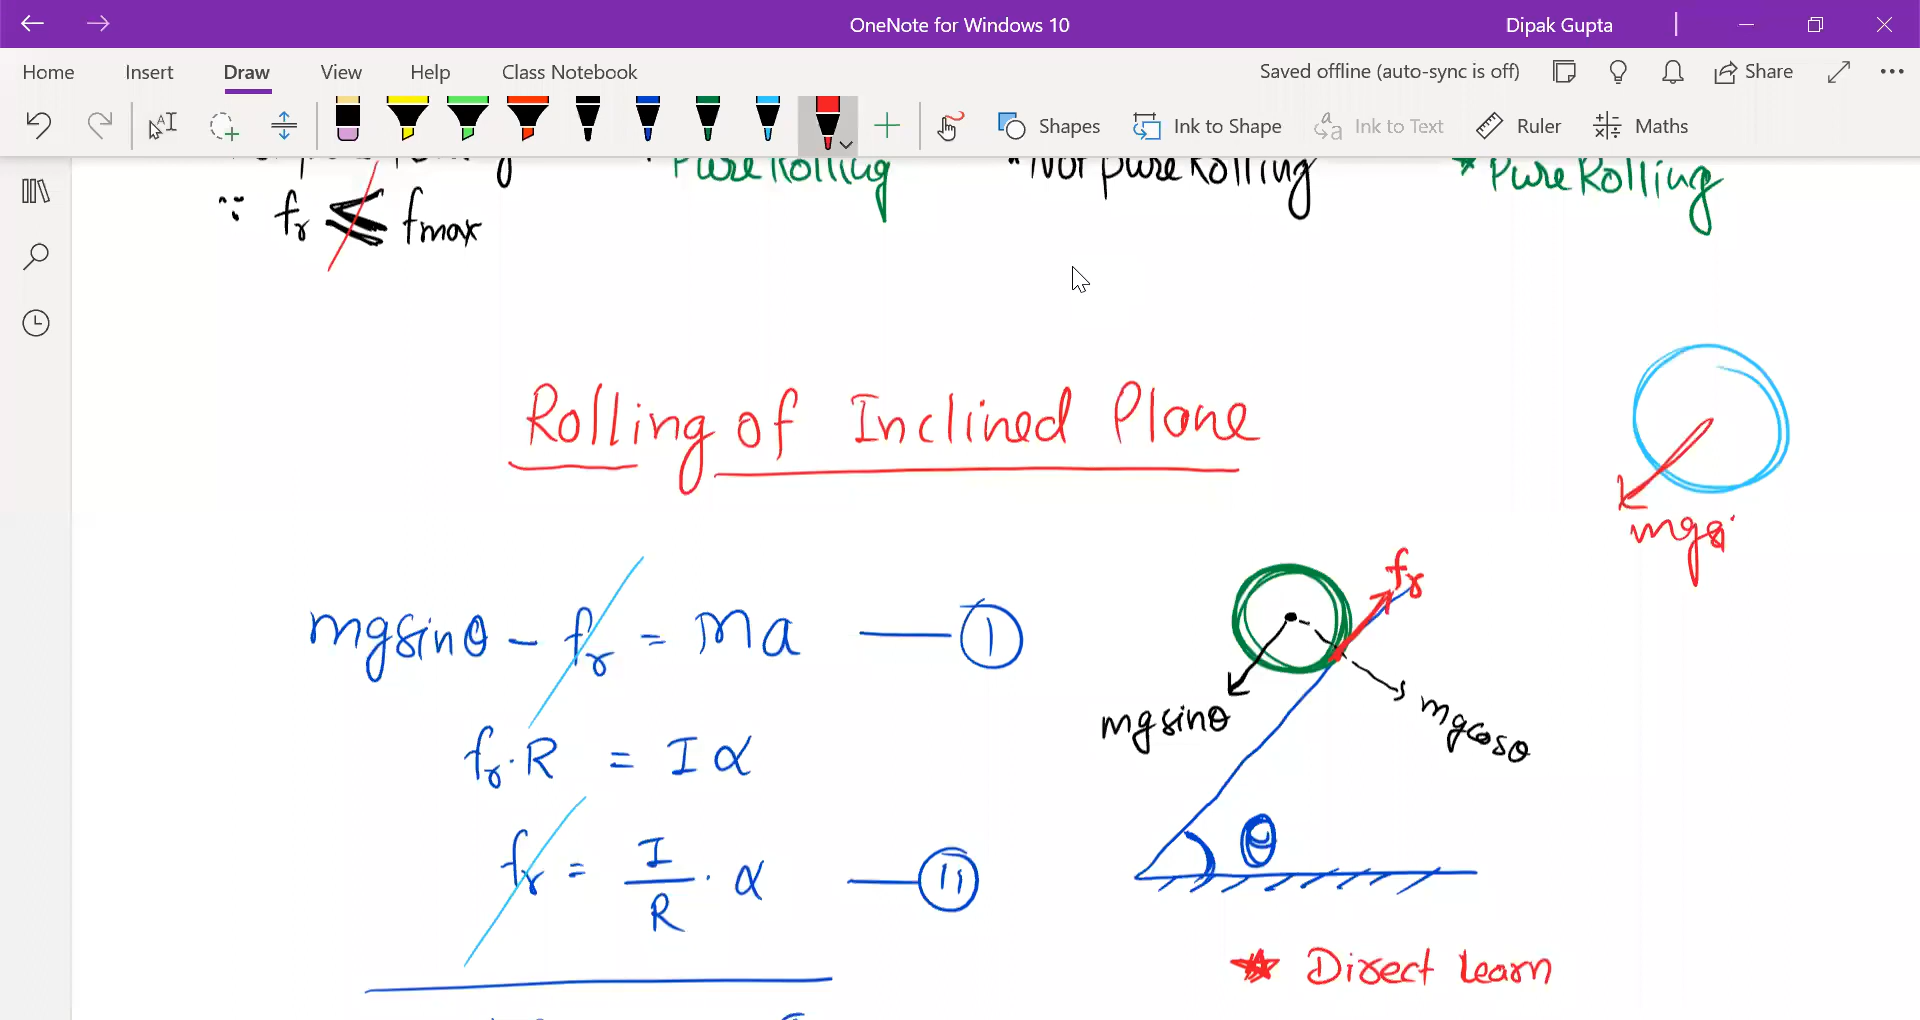 OneNote for Windows 10
Dipak Gupta
Home Insert Draw View Help Class Notebook
Saved offline (auto-sync is off) Share
Shapes Ink to Shape Ink to Text Ruler Maths
Pure Rolling
Not pure Rolling
Pure Rolling
∵ fr ≤ fmax
Rolling of Inclined Plane
mg
mgsinθ - fr = ma —— I
fr
mgsinθ
mgcosθ
fr·R = Iα
fr = I/R · α —— II
θ
★ Direct learn